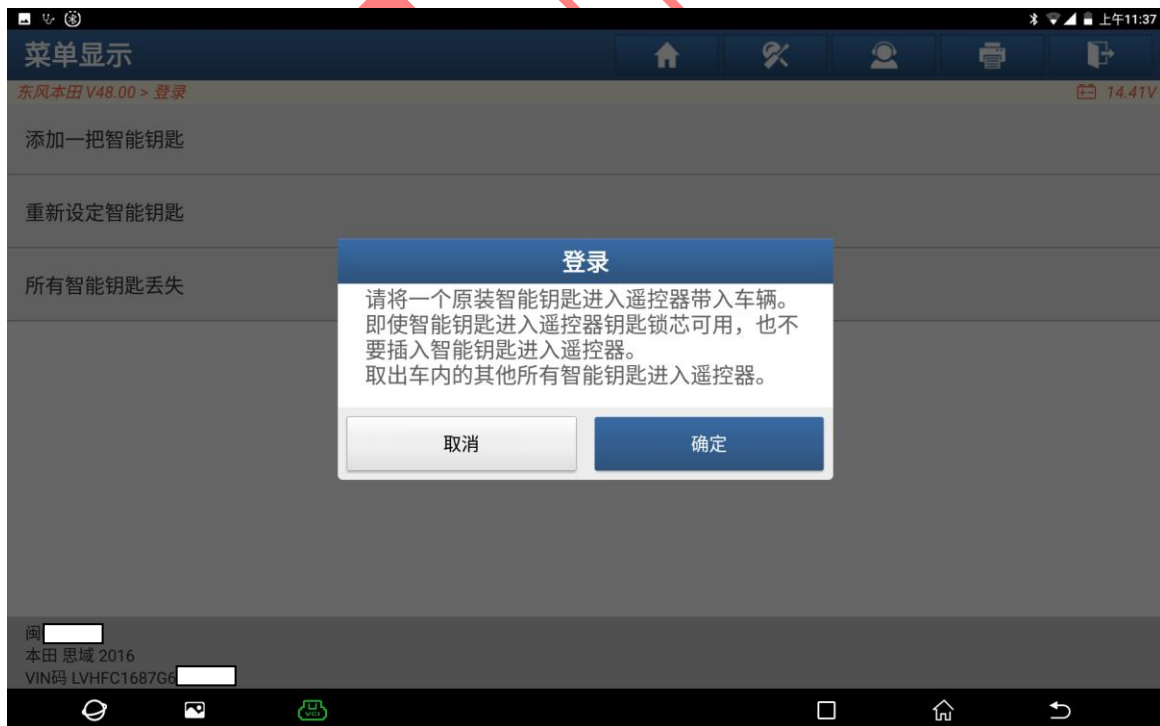 上午11:37
菜单显示
东风本田 V48.00 > 登录
14.41V
添加一把智能钥匙
重新设定智能钥匙
所有智能钥匙丢失
登录
请将一个原装智能钥匙进入遥控器带入车辆。
即使智能钥匙进入遥控器钥匙锁芯可用，也不
要插入智能钥匙进入遥控器。
取出车内的其他所有智能钥匙进入遥控器。
取消
确定
闽
本田 思域 2016
VIN码 LVHFC1687G6
VCI